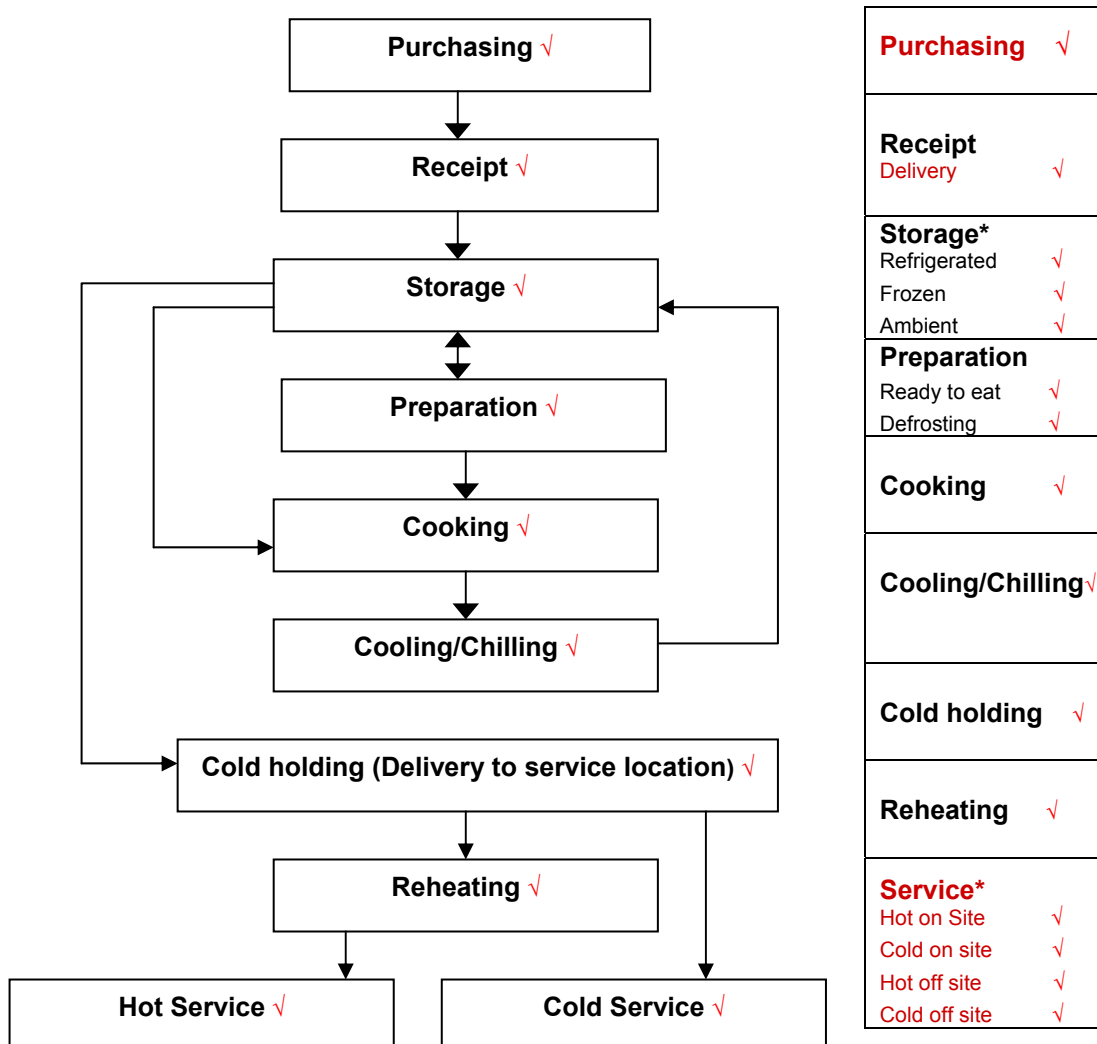 Purchasing √
Receipt √
Storage √
Preparation √
Cooking √
Cooling/Chilling √
Cold holding (Delivery to service location) √
Reheating √
Hot Service √
Cold Service √
Purchasing √
Receipt
Delivery √
Storage*
Refrigerated √
Frozen √
Ambient √
Preparation
Ready to eat √
Defrosting √
Cooking √
Cooling/Chilling√
Cold holding √
Reheating √
Service*
Hot on Site √
Cold on site √
Hot off site √
Cold off site √